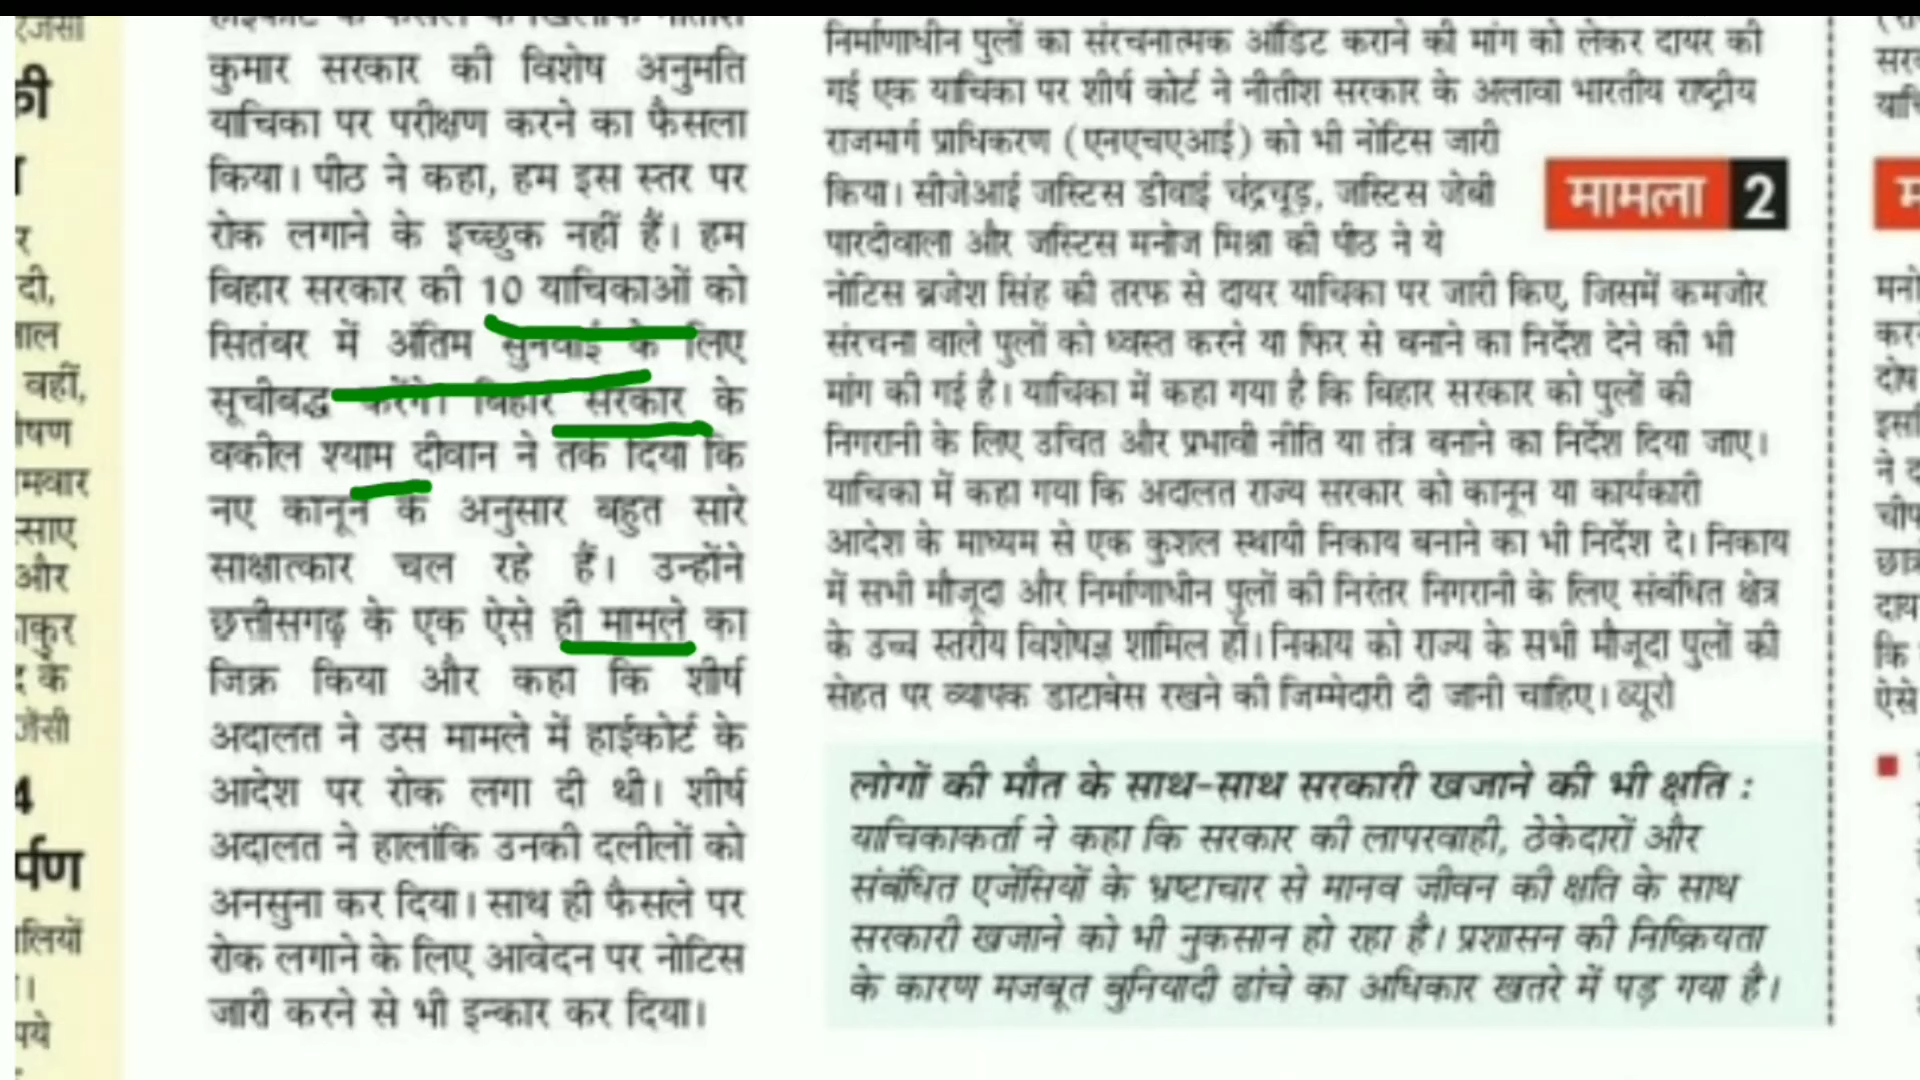 कुमार सरकार की विशेष अनुमति
याचिका पर परीक्षण करने का फैसला
किया। पीठ ने कहा, हम इस स्तर पर
रोक लगाने के इच्छुक नहीं हैं। हम
बिहार सरकार की 10 याचिकाओं को
सितंबर में अंतिम सुनवाई के लिए
सूचीबद्ध करेंगे। बिहार सरकार के
वकील श्याम दीवान ने तर्क दिया कि
नए कानून के अनुसार बहुत सारे
साक्षात्कार चल रहे हैं। उन्होंने
छत्तीसगढ़ के एक ऐसे ही मामले का
जिक्र किया और कहा कि शीर्ष
अदालत ने उस मामले में हाईकोर्ट के
आदेश पर रोक लगा दी थी। शीर्ष
अदालत ने हालांकि उनकी दलीलों को
अनसुना कर दिया। साथ ही फैसले पर
रोक लगाने के लिए आवेदन पर नोटिस
जारी करने से भी इन्कार कर दिया।
निर्माणाधीन पुलों का संरचनात्मक ऑडिट कराने की मांग को लेकर दायर की
गई एक याचिका पर शीर्ष कोर्ट ने नीतीश सरकार के अलावा भारतीय राष्ट्रीय
राजमार्ग प्राधिकरण (एनएचएआई) को भी नोटिस जारी
किया। सीजेआई जस्टिस डीवाई चंद्रचूड़, जस्टिस जेबी
पारदीवाला और जस्टिस मनोज मिश्रा की पीठ ने ये
मामला 2
नोटिस ब्रजेश सिंह की तरफ से दायर याचिका पर जारी किए, जिसमें कमजोर
संरचना वाले पुलों को ध्वस्त करने या फिर से बनाने का निर्देश देने की भी
मांग की गई है। याचिका में कहा गया है कि बिहार सरकार को पुलों की
निगरानी के लिए उचित और प्रभावी नीति या तंत्र बनाने का निर्देश दिया जाए।
याचिका में कहा गया कि अदालत राज्य सरकार को कानून या कार्यकारी
आदेश के माध्यम से एक कुशल स्थायी निकाय बनाने का भी निर्देश दे। निकाय
में सभी मौजूदा और निर्माणाधीन पुलों की निरंतर निगरानी के लिए संबंधित क्षेत्र
के उच्च स्तरीय विशेषज्ञ शामिल हों। निकाय को राज्य के सभी मौजूदा पुलों की
सेहत पर व्यापक डाटाबेस रखने की जिम्मेदारी दी जानी चाहिए। ब्यूरो
लोगों की मौत के साथ-साथ सरकारी खजाने की भी क्षति :
याचिकाकर्ता ने कहा कि सरकार की लापरवाही, ठेकेदारों और
संबंधित एजेंसियों के भ्रष्टाचार से मानव जीवन की क्षति के साथ
सरकारी खजाने को भी नुकसान हो रहा है। प्रशासन की निष्क्रियता
के कारण मजबूत बुनियादी ढांचे का अधिकार खतरे में पड़ गया है।